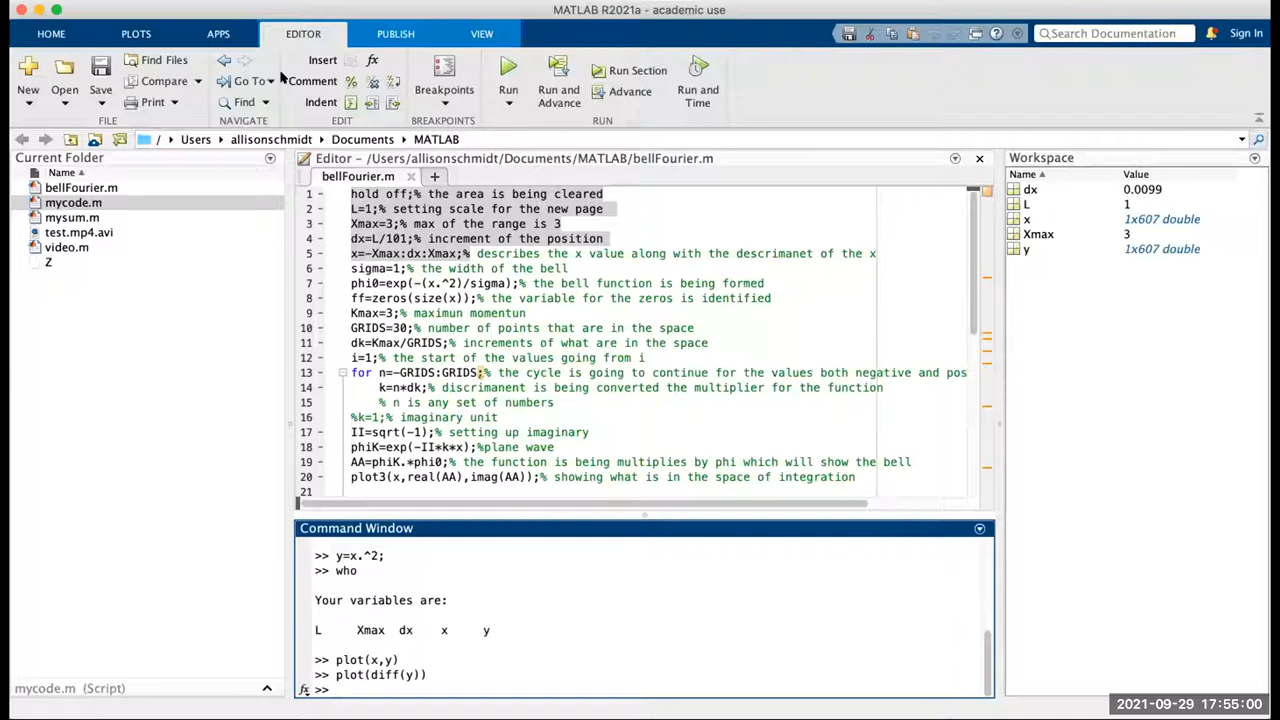 MATLAB R2021a - academic use
HOME PLOTS APPS EDITOR PUBLISH VIEW Search Documentation Sign In
New Open Save Find Files Compare Print
Go To Find
Insert fx Comment % Indent
Breakpoints Run Run and Advance Run Section Advance Run and Time
FILE NAVIGATE EDIT BREAKPOINTS RUN
/ Users allisonschmidt Documents MATLAB
Current Folder
Name
bellFourier.m
mycode.m
mysum.m
test.mp4.avi
video.m
Z
mycode.m (Script)
Editor - /Users/allisonschmidt/Documents/MATLAB/bellFourier.m
bellFourier.m +
1 hold off;% the area is being cleared
2 L=1;% setting scale for the new page
3 Xmax=3;% max of the range is 3
4 dx=L/101;% increment of the position
5 x=-Xmax:dx:Xmax;% describes the x value along with the descrimanet of the x
6 sigma=1;% the width of the bell
7 phi0=exp(-(x.^2)/sigma);% the bell function is being formed
8 ff=zeros(size(x));% the variable for the zeros is identified
9 Kmax=3;% maximun momentun
10 GRIDS=30;% number of points that are in the space
11 dk=Kmax/GRIDS;% increments of what are in the space
12 i=1;% the start of the values going from i
13 for n=-GRIDS:GRIDS;% the cycle is going to continue for the values both negative and pos
14 k=n*dk;% discrimanent is being converted the multiplier for the function
15 % n is any set of numbers
16 %k=1;% imaginary unit
17 II=sqrt(-1);% setting up imaginary
18 phiK=exp(-II*k*x);%plane wave
19 AA=phiK.*phi0;% the function is being multiplies by phi which will show the bell
20 plot3(x,real(AA),imag(AA));% showing what is in the space of integration
21
Command Window
>> y=x.^2;
>> who
Your variables are:
L Xmax dx x y
>> plot(x,y)
>> plot(diff(y))
fx >>
Workspace
Name Value
dx 0.0099
L 1
x 1x607 double
Xmax 3
y 1x607 double
2021-09-29 17:55:00